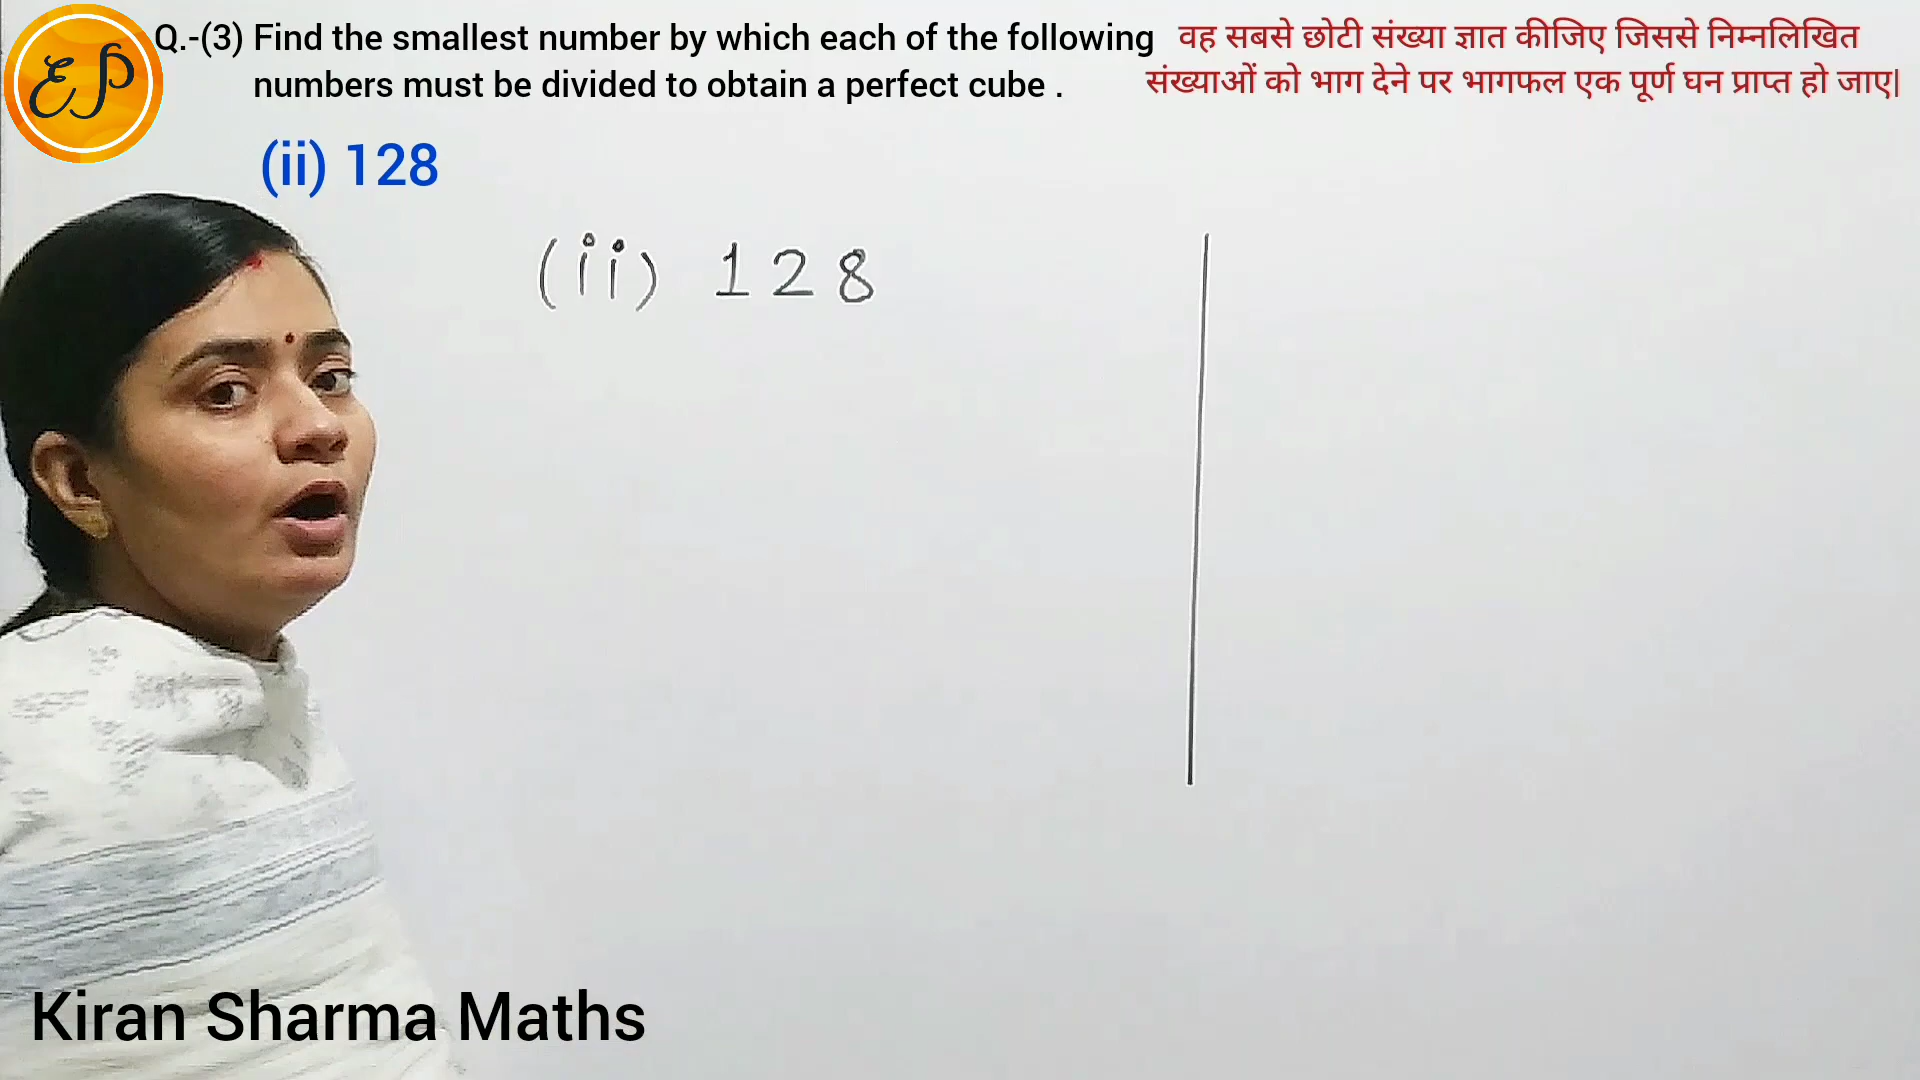 EP
Q.-(3) Find the smallest number by which each of the following
numbers must be divided to obtain a perfect cube .
वह सबसे छोटी संख्या ज्ञात कीजिए जिससे निम्नलिखित
संख्याओं को भाग देने पर भागफल एक पूर्ण घन प्राप्त हो जाए|
(ii) 128
(ii) 128
Kiran Sharma Maths